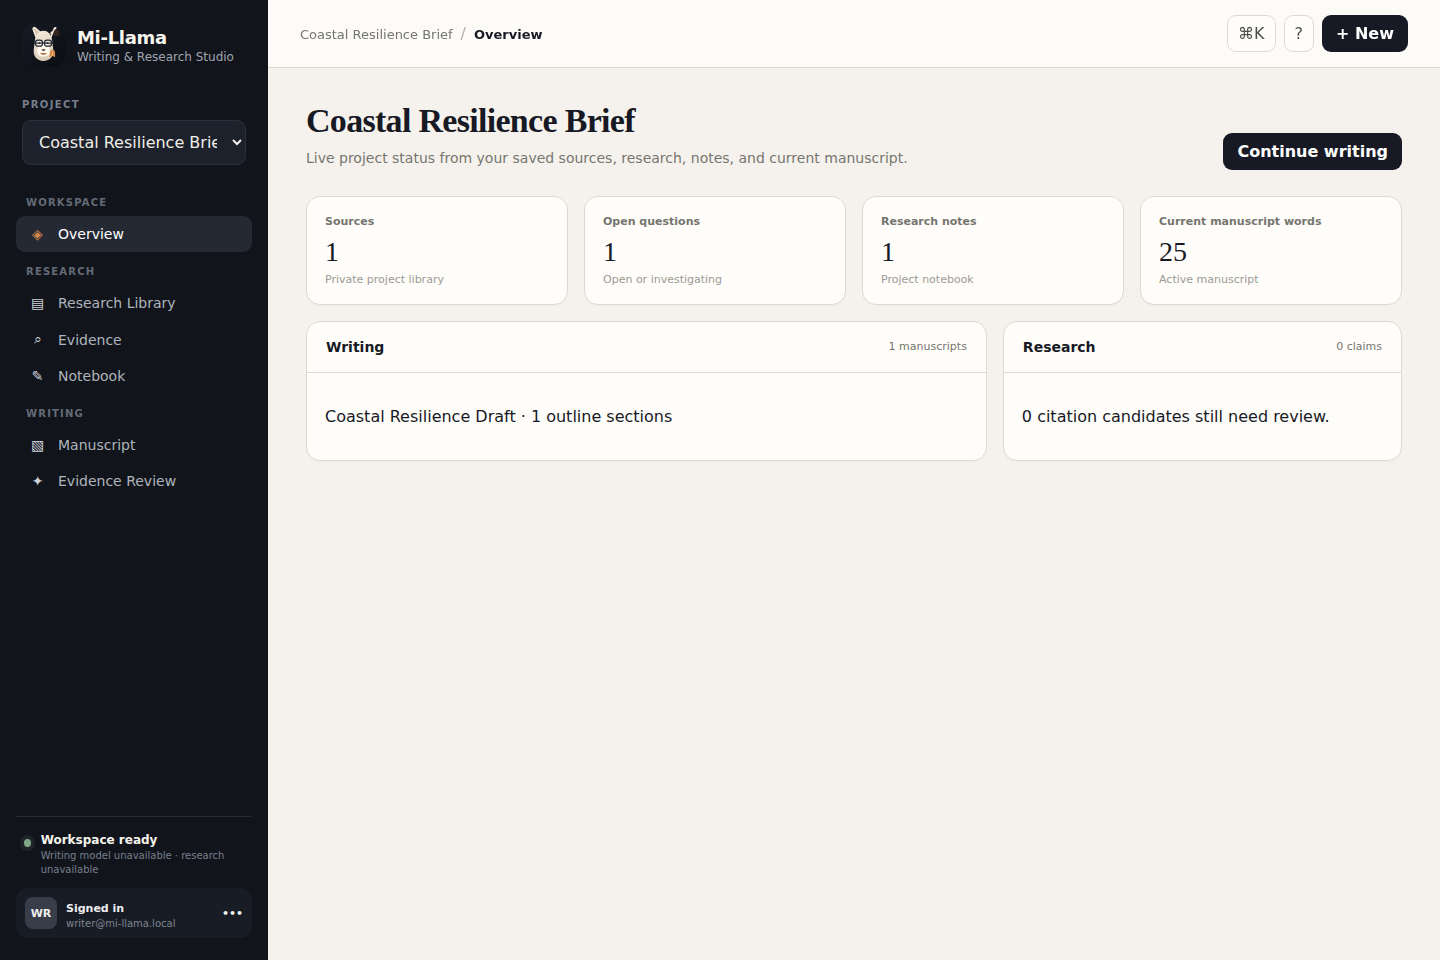 Mi-Llama
Writing & Research Studio
PROJECT
Coastal Resilience Brie
WORKSPACE
Overview
RESEARCH
Research Library
Evidence
Notebook
WRITING
Manuscript
Evidence Review
Workspace ready
Writing model unavailable · research
unavailable
WR
Signed in
writer@mi-llama.local
•••
Coastal Resilience Brief / Overview
⌘K
?
+ New
Coastal Resilience Brief
Live project status from your saved sources, research, notes, and current manuscript.
Continue writing
Sources
1
Private project library
Open questions
1
Open or investigating
Research notes
1
Project notebook
Current manuscript words
25
Active manuscript
Writing
1 manuscripts
Coastal Resilience Draft · 1 outline sections
Research
0 claims
0 citation candidates still need review.